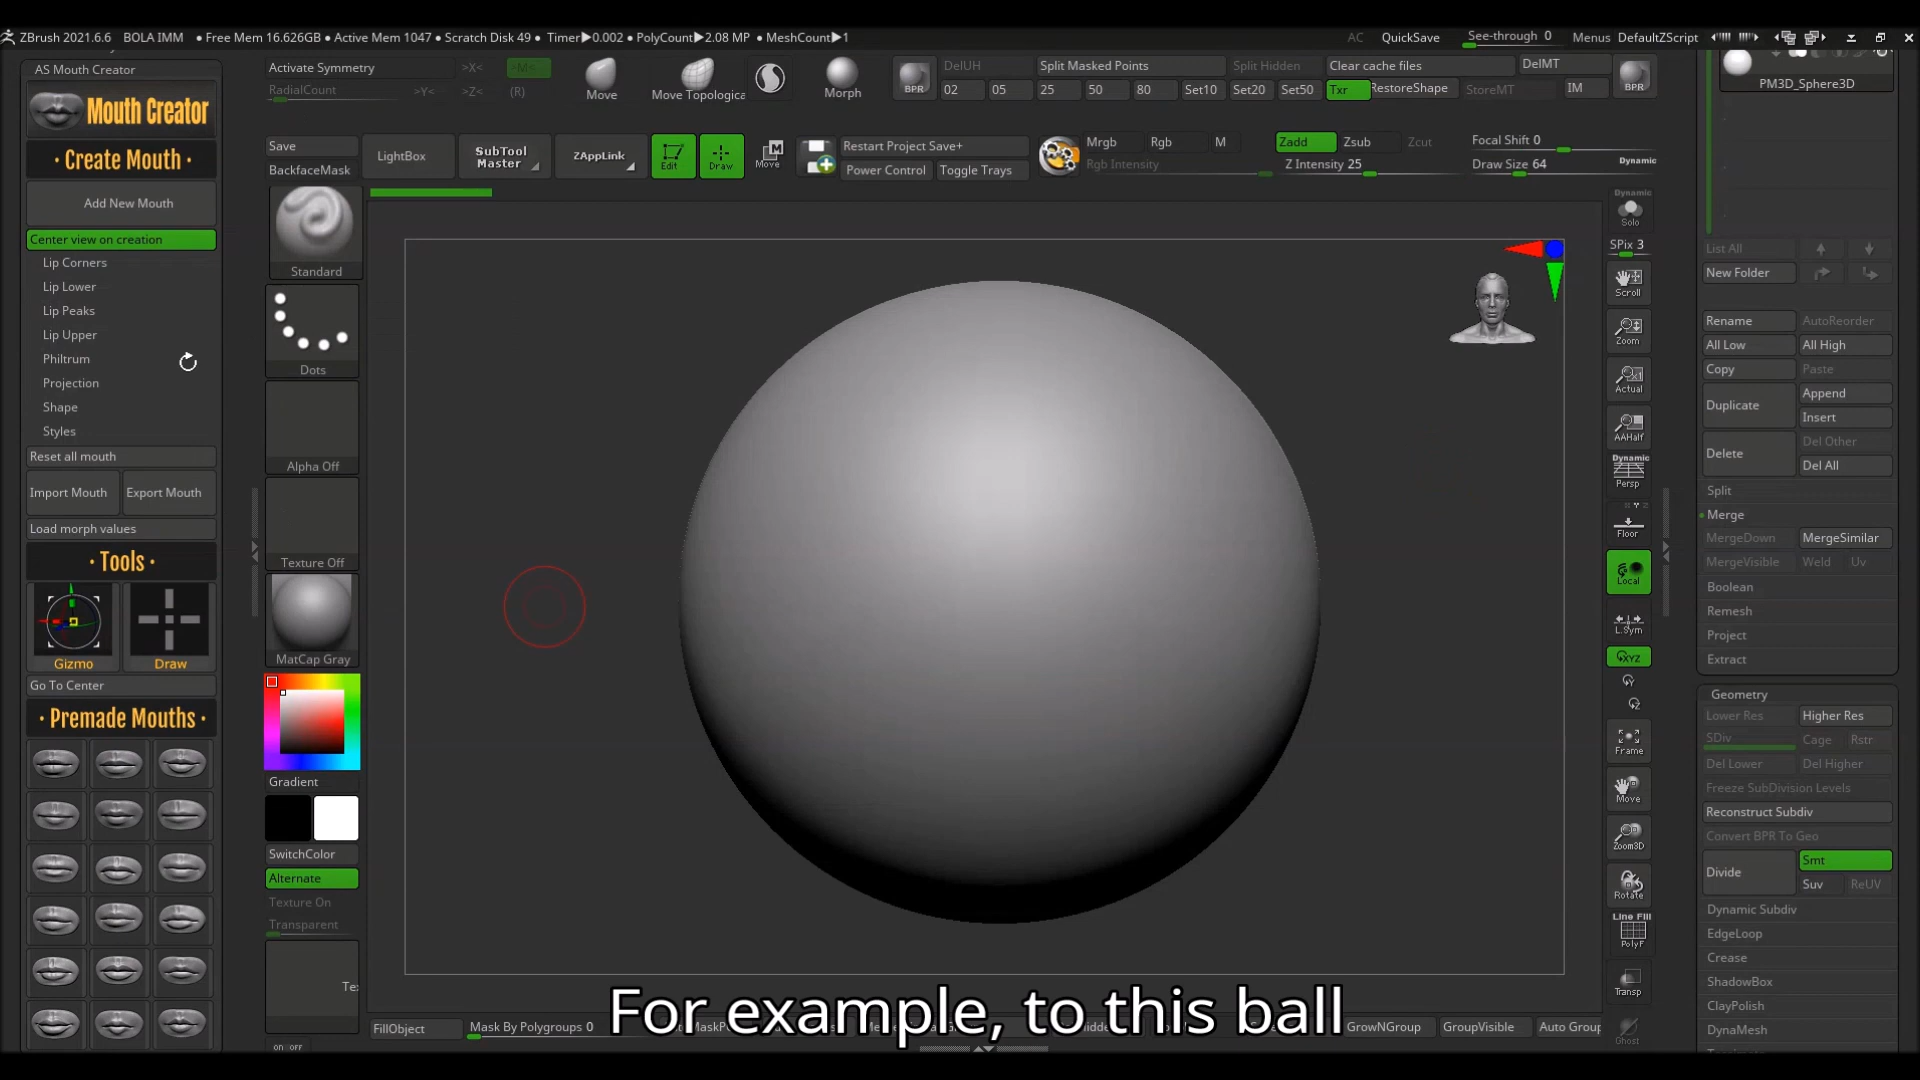 ZBrush 2021.6.6 BOLA IMM • Free Mem 16.626GB • Active Mem 1047 • Scratch Disk 49 • Timer▶0.002 • PolyCount▶2.08 MP • MeshCount▶1
AC QuickSave See-through 0 Menus DefaultZScript
AS Mouth Creator
Mouth Creator
• Create Mouth •
Add New Mouth
Center view on creation
Lip Corners
Lip Lower
Lip Peaks
Lip Upper
Philtrum
Projection
Shape
Styles
Reset all mouth
Import Mouth Export Mouth
Load morph values
• Tools •
Gizmo Draw
Go To Center
• Premade Mouths •
Activate Symmetry >X< >M<
RadialCount >Y< >Z< (R)
Move Move Topologica Morph
BPR
DelUH Split Masked Points Split Hidden Clear cache files DelMT
02 05 25 50 80 Set10 Set20 Set50 Txr RestoreShape StoreMT IM
BPR
Save
BackfaceMask
LightBox
SubTool
Master
ZAppLink
Edit Draw Move
Restart Project Save+
Power Control Toggle Trays
Mrgb Rgb M
Rgb Intensity
Zadd Zsub Zcut
Z Intensity 25
Focal Shift 0
Draw Size 64 Dynamic
Standard
Dots
Alpha Off
Texture Off
MatCap Gray
Gradient
SwitchColor
Alternate
Texture On
Transparent
Te
on off
Dynamic
Solo
SPix 3
Scroll
Zoom
Actual
AAHalf
Dynamic
Persp
Floor
Local
L.Sym
XYZ
Frame
Move
Zoom3D
Rotate
Line Fill
PolyF
Transp
Ghost
PM3D_Sphere3D
List All
New Folder
Rename AutoReorder
All Low All High
Copy Paste
Duplicate Append
Insert
Delete Del Other
Del All
Split
Merge
MergeDown MergeSimilar
MergeVisible Weld Uv
Boolean
Remesh
Project
Extract
Geometry
Lower Res Higher Res
SDiv Cage Rstr
Del Lower Del Higher
Freeze SubDivision Levels
Reconstruct Subdiv
Convert BPR To Geo
Divide Smt
Suv ReUV
Dynamic Subdiv
EdgeLoop
Crease
ShadowBox
ClayPolish
DynaMesh
FillObject Mask By Polygroups 0 GrowNGroup GroupVisible Auto Group
For example, to this ball